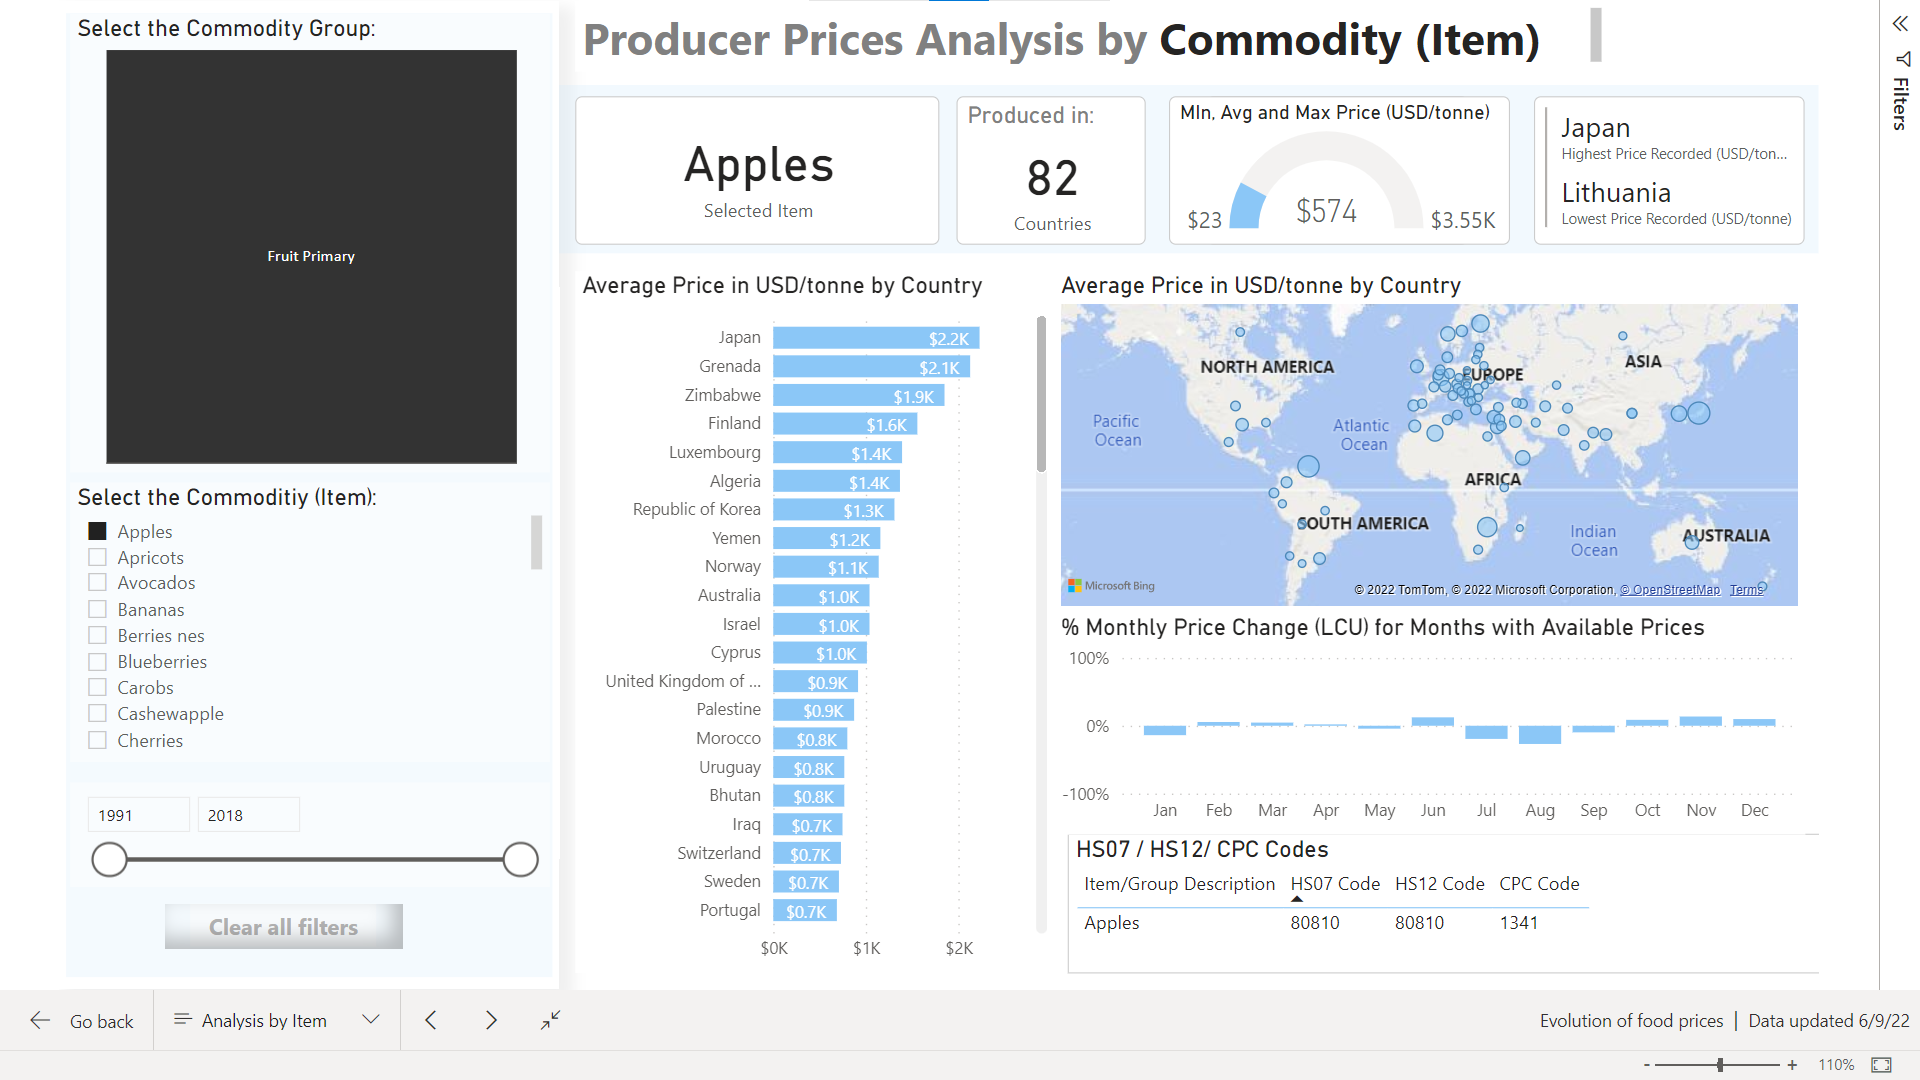 Select the Commodity Group:
Fruit Primary
Select the Commoditiy (Item):
Apples
Apricots
Avocados
Bananas
Berries nes
Blueberries
Carobs
Cashewapple
Cherries
1991 2018
Clear all filters
Producer Prices Analysis by Commodity (Item)
Apples
Selected Item
Produced in:
82
Countries
MIn, Avg and Max Price (USD/tonne)
$23 $574 $3.55K
Japan
Highest Price Recorded (USD/ton...
Lithuania
Lowest Price Recorded (USD/tonne)
Average Price in USD/tonne by Country
Japan $2.2K
Grenada $2.1K
Zimbabwe $1.9K
Finland $1.6K
Luxembourg $1.4K
Algeria $1.4K
Republic of Korea $1.3K
Yemen $1.2K
Norway $1.1K
Australia $1.0K
Israel $1.0K
Cyprus $1.0K
United Kingdom of ... $0.9K
Palestine $0.9K
Morocco $0.8K
Uruguay $0.8K
Bhutan $0.8K
Iraq $0.7K
Switzerland $0.7K
Sweden $0.7K
Portugal $0.7K
$0K $1K $2K
Average Price in USD/tonne by Country
NORTH AMERICA
EUROPE
ASIA
Pacific
Ocean
Atlantic
Ocean
AFRICA
SOUTH AMERICA
Indian
Ocean
AUSTRALIA
Microsoft Bing
© 2022 TomTom, © 2022 Microsoft Corporation, © OpenStreetMap Terms
% Monthly Price Change (LCU) for Months with Available Prices
100%
0%
-100%
Jan Feb Mar Apr May Jun Jul Aug Sep Oct Nov Dec
HS07 / HS12/ CPC Codes
Item/Group Description HS07 Code HS12 Code CPC Code
Apples 80810 80810 1341
Filters
Go back
Analysis by Item
Evolution of food prices | Data updated 6/9/22
- + 110%